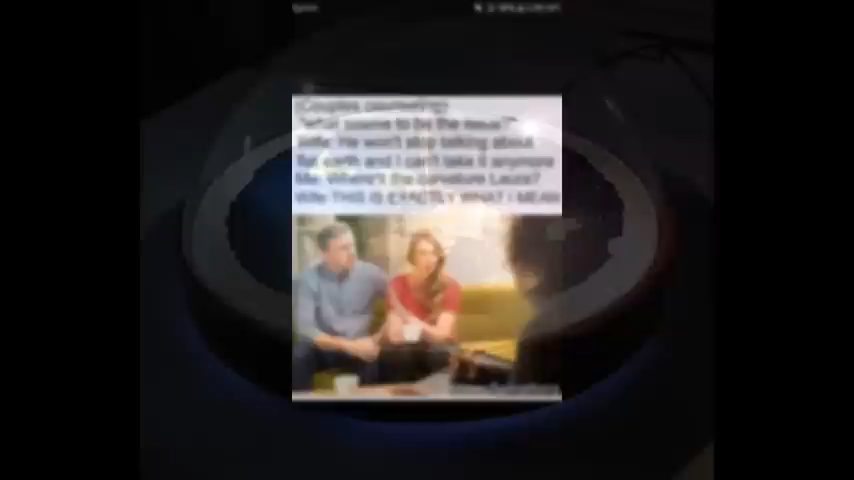 (Couples counseling)
"what seems to be the issue?"
Wife: He won't stop talking about
flat earth and I can't take it anymore
Me: Where's the curvature Laura?
Wife THIS IS EXACTLY WHAT I MEAN